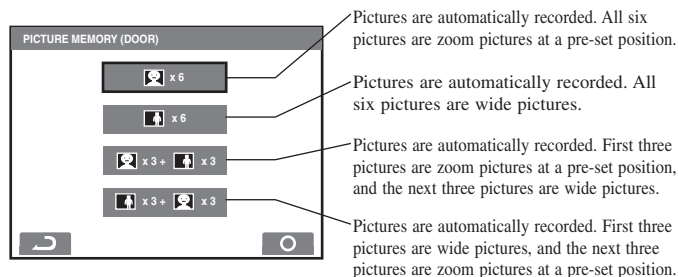 PICTURE MEMORY (DOOR)
x 6
x 6
x 3 + x 3
x 3 + x 3
Pictures are automatically recorded. All six
pictures are zoom pictures at a pre-set position.
Pictures are automatically recorded. All
six pictures are wide pictures.
Pictures are automatically recorded. First three
pictures are zoom pictures at a pre-set position,
and the next three pictures are wide pictures.
Pictures are automatically recorded. First three
pictures are wide pictures, and the next three
pictures are zoom pictures at a pre-set position.